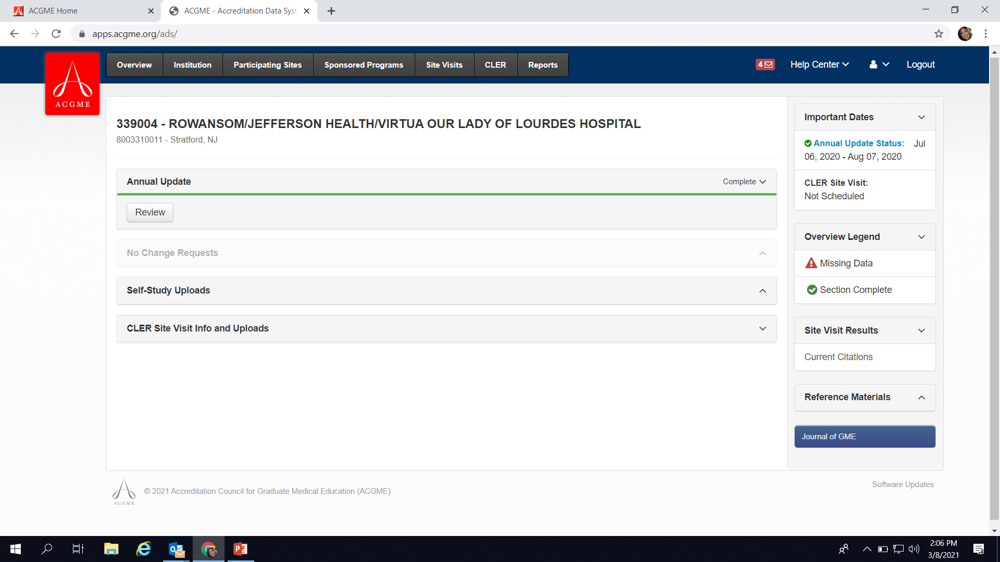 ACGME Home
ACGME - Accreditation Data Syst
apps.acgme.org/ads/
ACGME
Overview
Institution
Participating Sites
Sponsored Programs
Site Visits
CLER
Reports
4
Help Center
Logout
339004 - ROWANSOM/JEFFERSON HEALTH/VIRTUA OUR LADY OF LOURDES HOSPITAL
8003310011 - Stratford, NJ
Annual Update
Complete
Review
No Change Requests
Self-Study Uploads
CLER Site Visit Info and Uploads
Important Dates
Annual Update Status: Jul
06, 2020 - Aug 07, 2020
CLER Site Visit:
Not Scheduled
Overview Legend
Missing Data
Section Complete
Site Visit Results
Current Citations
Reference Materials
Journal of GME
ACGME
© 2021 Accreditation Council for Graduate Medical Education (ACGME)
Software Updates
2:06 PM
3/8/2021